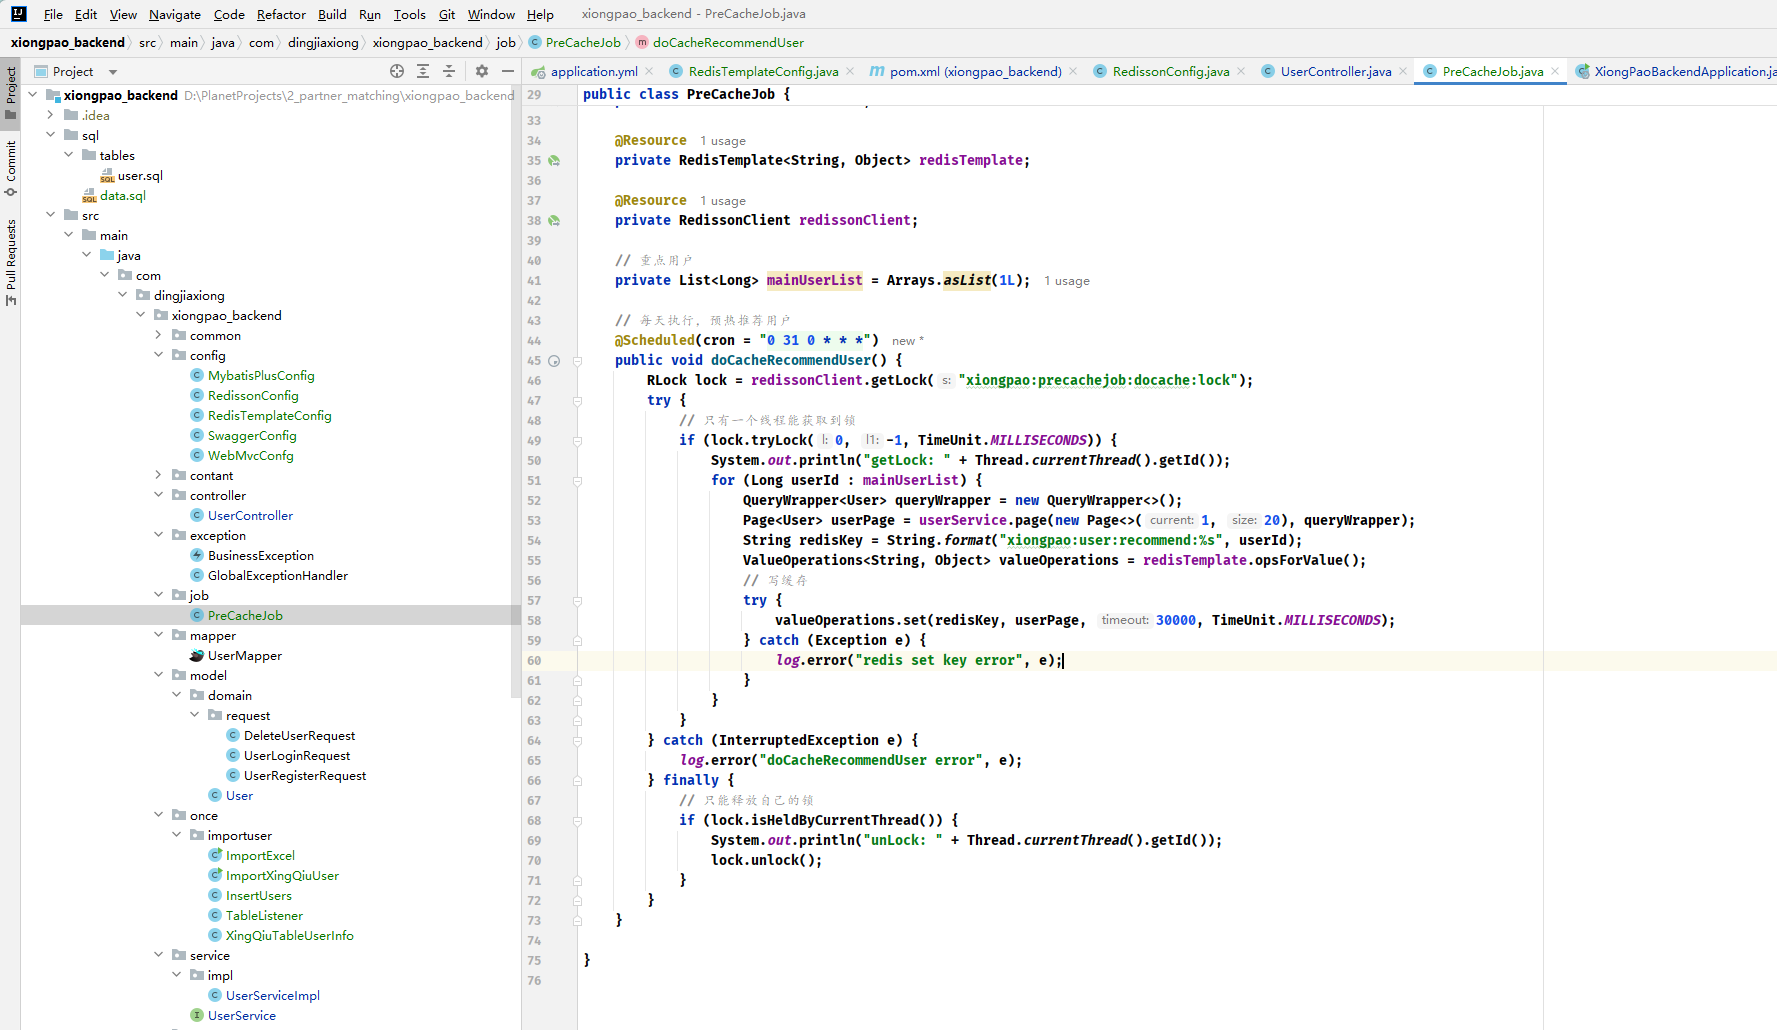 File Edit View Navigate Code Refactor Build Run Tools Git Window Help xiongpao_backend - PreCacheJob.java
xiongpao_backend src main java com dingjiaxiong xiongpao_backend job PreCacheJob doCacheRecommendUser
Project
Commit
Pull Requests
Project
xiongpao_backend D:\PlanetProjects\2_partner_matching\xiongpao_backend
.idea
sql
tables
user.sql
data.sql
src
main
java
com
dingjiaxiong
xiongpao_backend
common
config
MybatisPlusConfig
RedissonConfig
RedisTemplateConfig
SwaggerConfig
WebMvcConfg
contant
controller
UserController
exception
BusinessException
GlobalExceptionHandler
job
PreCacheJob
mapper
UserMapper
model
domain
request
DeleteUserRequest
UserLoginRequest
UserRegisterRequest
User
once
importuser
ImportExcel
ImportXingQiuUser
InsertUsers
TableListener
XingQiuTableUserInfo
service
impl
UserServiceImpl
UserService
application.yml RedisTemplateConfig.java pom.xml (xiongpao_backend) RedissonConfig.java UserController.java PreCacheJob.java XiongPaoBackendApplication.ja
29 public class PreCacheJob {
33
34 @Resource 1 usage
35 private RedisTemplate<String, Object> redisTemplate;
36
37 @Resource 1 usage
38 private RedissonClient redissonClient;
39
40 // 重点用户
41 private List<Long> mainUserList = Arrays.asList(1L); 1 usage
42
43 // 每天执行，预热推荐用户
44 @Scheduled(cron = "0 31 0 * * *") new *
45 public void doCacheRecommendUser() {
46 RLock lock = redissonClient.getLock( s: "xiongpao:precachejob:docache:lock");
47 try {
48 // 只有一个线程能获取到锁
49 if (lock.tryLock( l: 0, l1: -1, TimeUnit.MILLISECONDS)) {
50 System.out.println("getLock: " + Thread.currentThread().getId());
51 for (Long userId : mainUserList) {
52 QueryWrapper<User> queryWrapper = new QueryWrapper<>();
53 Page<User> userPage = userService.page(new Page<>( current: 1, size: 20), queryWrapper);
54 String redisKey = String.format("xiongpao:user:recommend:%s", userId);
55 ValueOperations<String, Object> valueOperations = redisTemplate.opsForValue();
56 // 写缓存
57 try {
58 valueOperations.set(redisKey, userPage, timeout: 30000, TimeUnit.MILLISECONDS);
59 } catch (Exception e) {
60 log.error("redis set key error", e);
61 }
62 }
63 }
64 } catch (InterruptedException e) {
65 log.error("doCacheRecommendUser error", e);
66 } finally {
67 // 只能释放自己的锁
68 if (lock.isHeldByCurrentThread()) {
69 System.out.println("unLock: " + Thread.currentThread().getId());
70 lock.unlock();
71 }
72 }
73 }
74
75 }
76